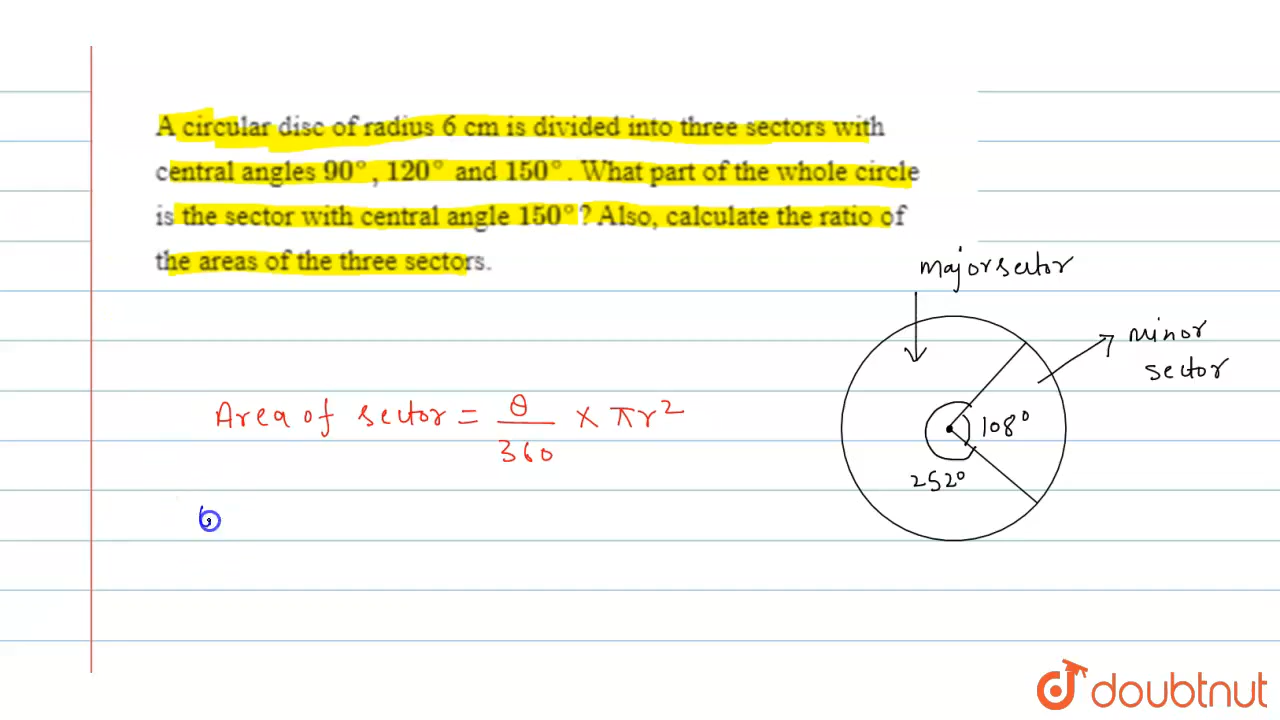 A circular disc of radius 6 cm is divided into three sectors with
central angles 90°, 120° and 150°. What part of the whole circle
is the sector with central angle 150°? Also, calculate the ratio of
the areas of the three sectors.
major sector
minor
sector
Area of sector = θ/360 × πr²
108°
252°
doubtnut